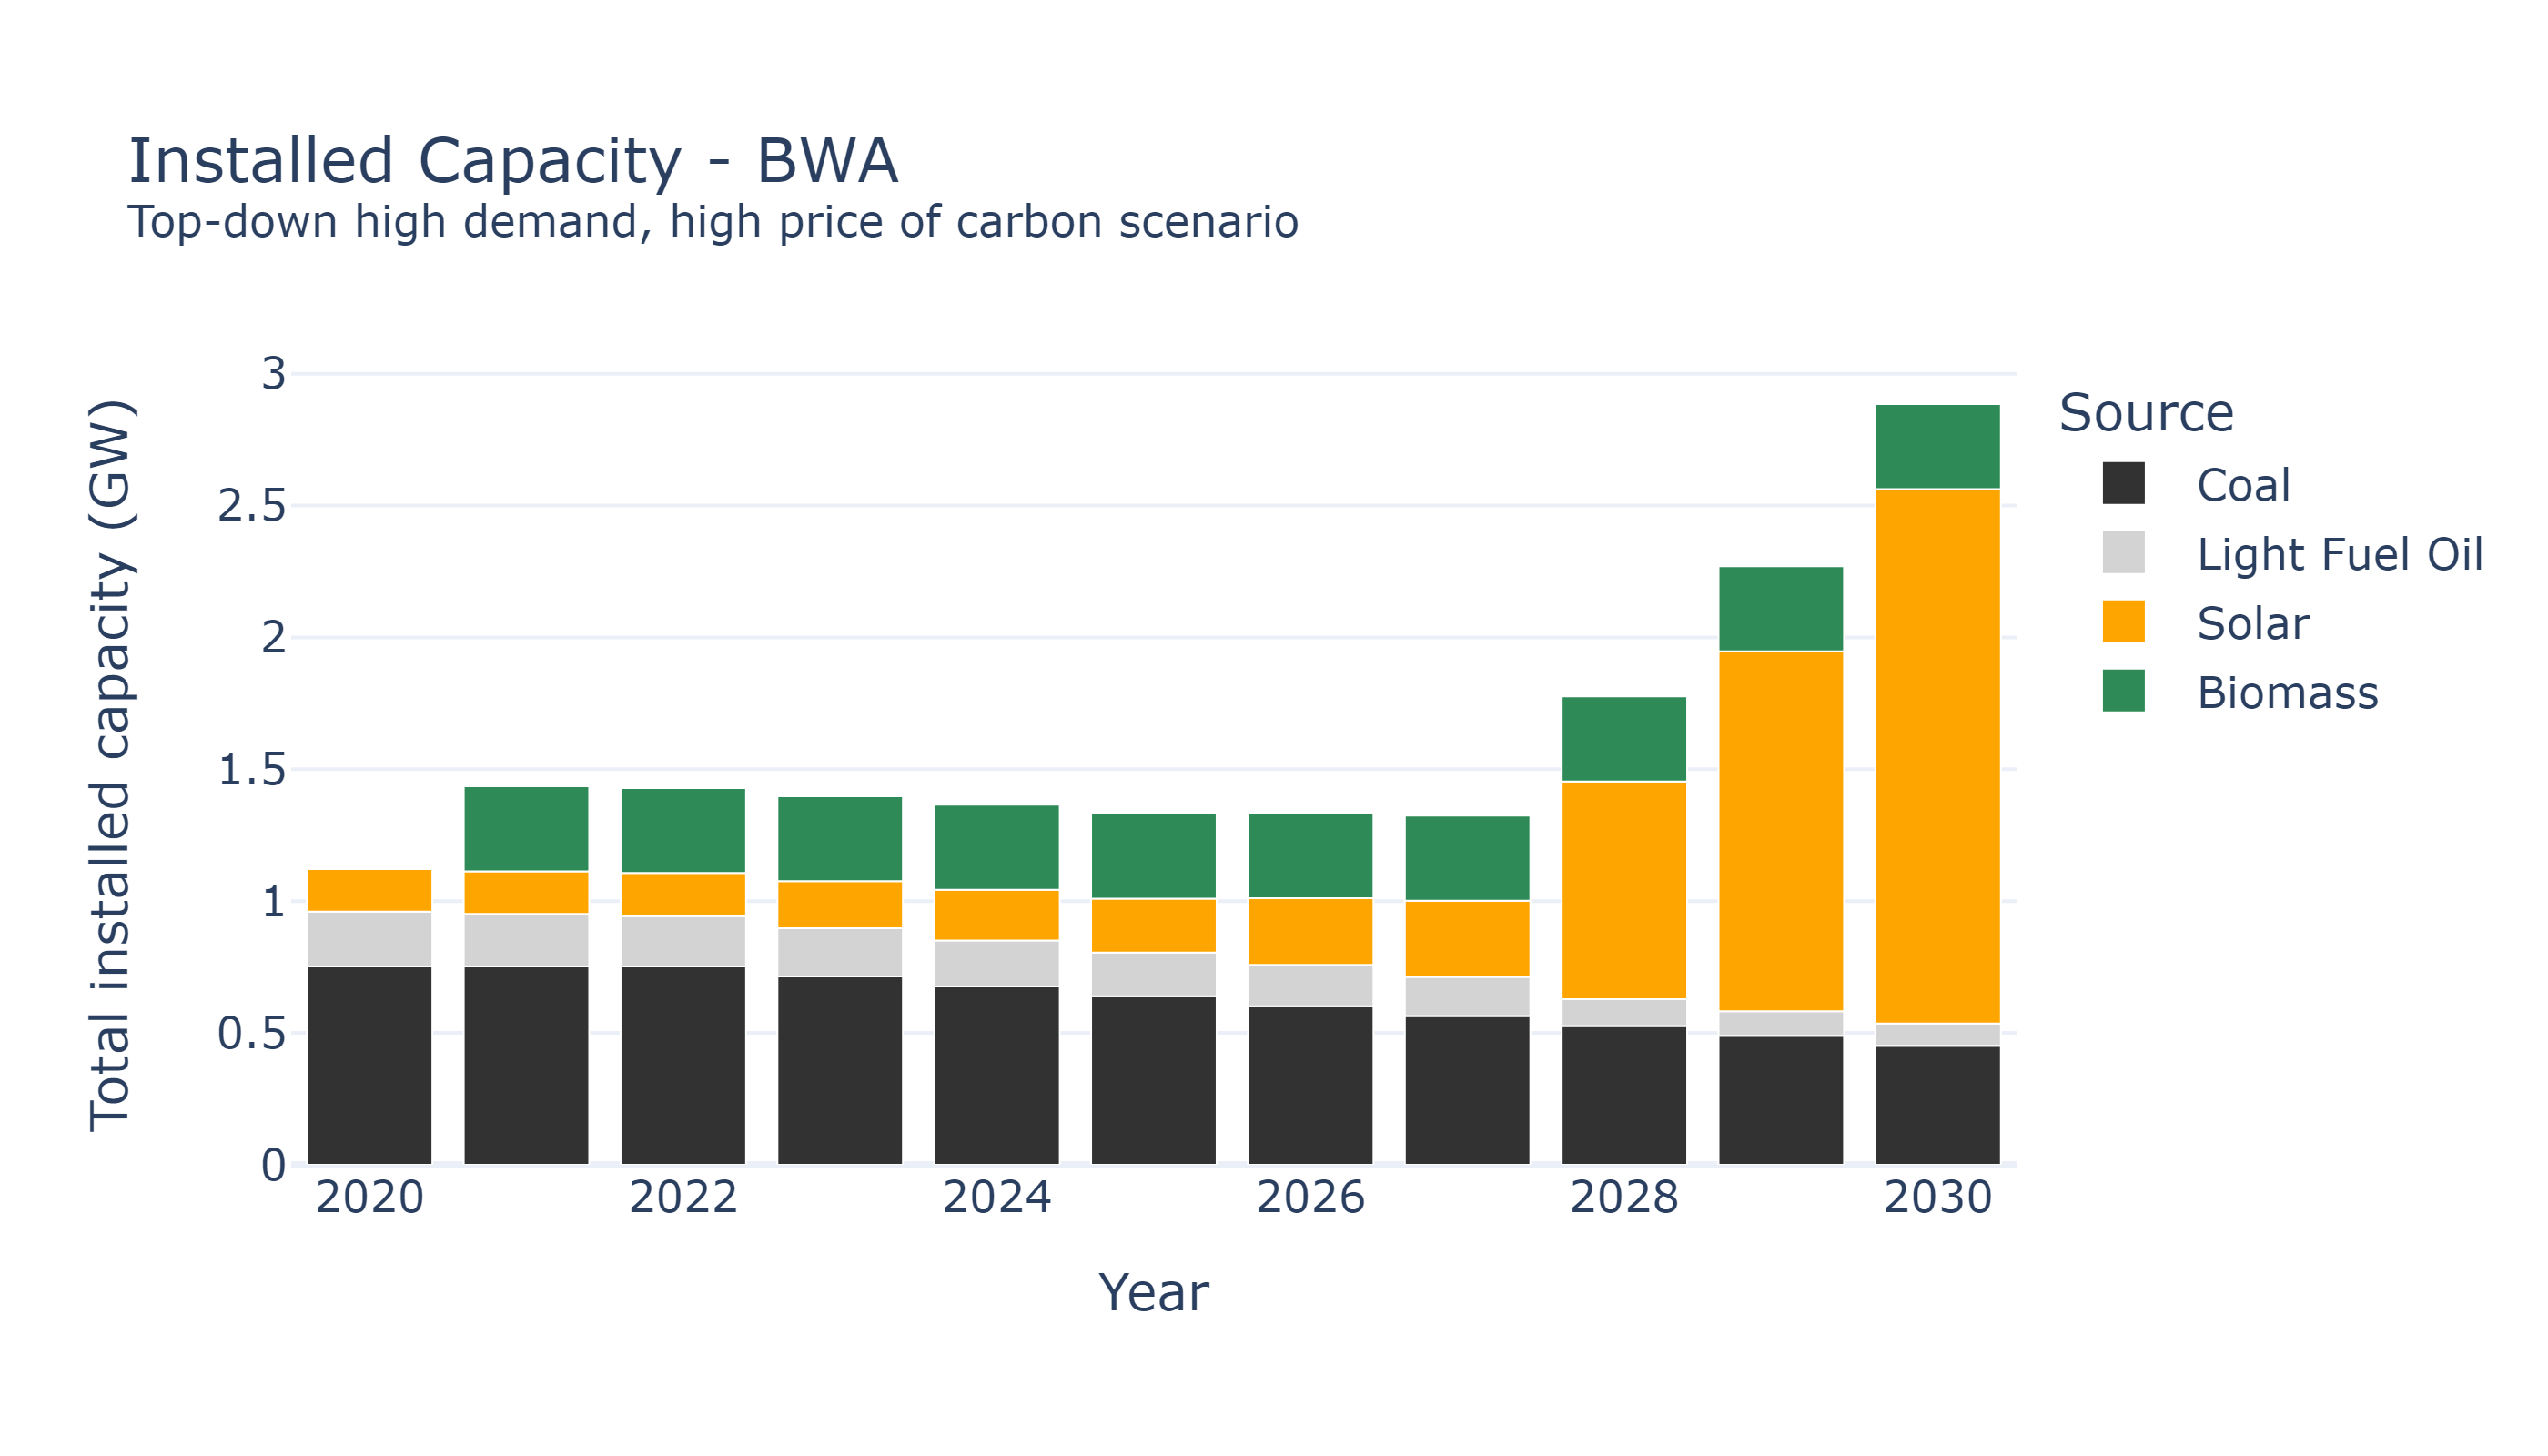 Installed Capacity - BWA
Top-down high demand, high price of carbon scenario
Total installed capacity (GW)
3
2.5
2
1.5
1
0.5
0
2020
2022
2024
2026
2028
2030
Year
Source
Coal
Light Fuel Oil
Solar
Biomass